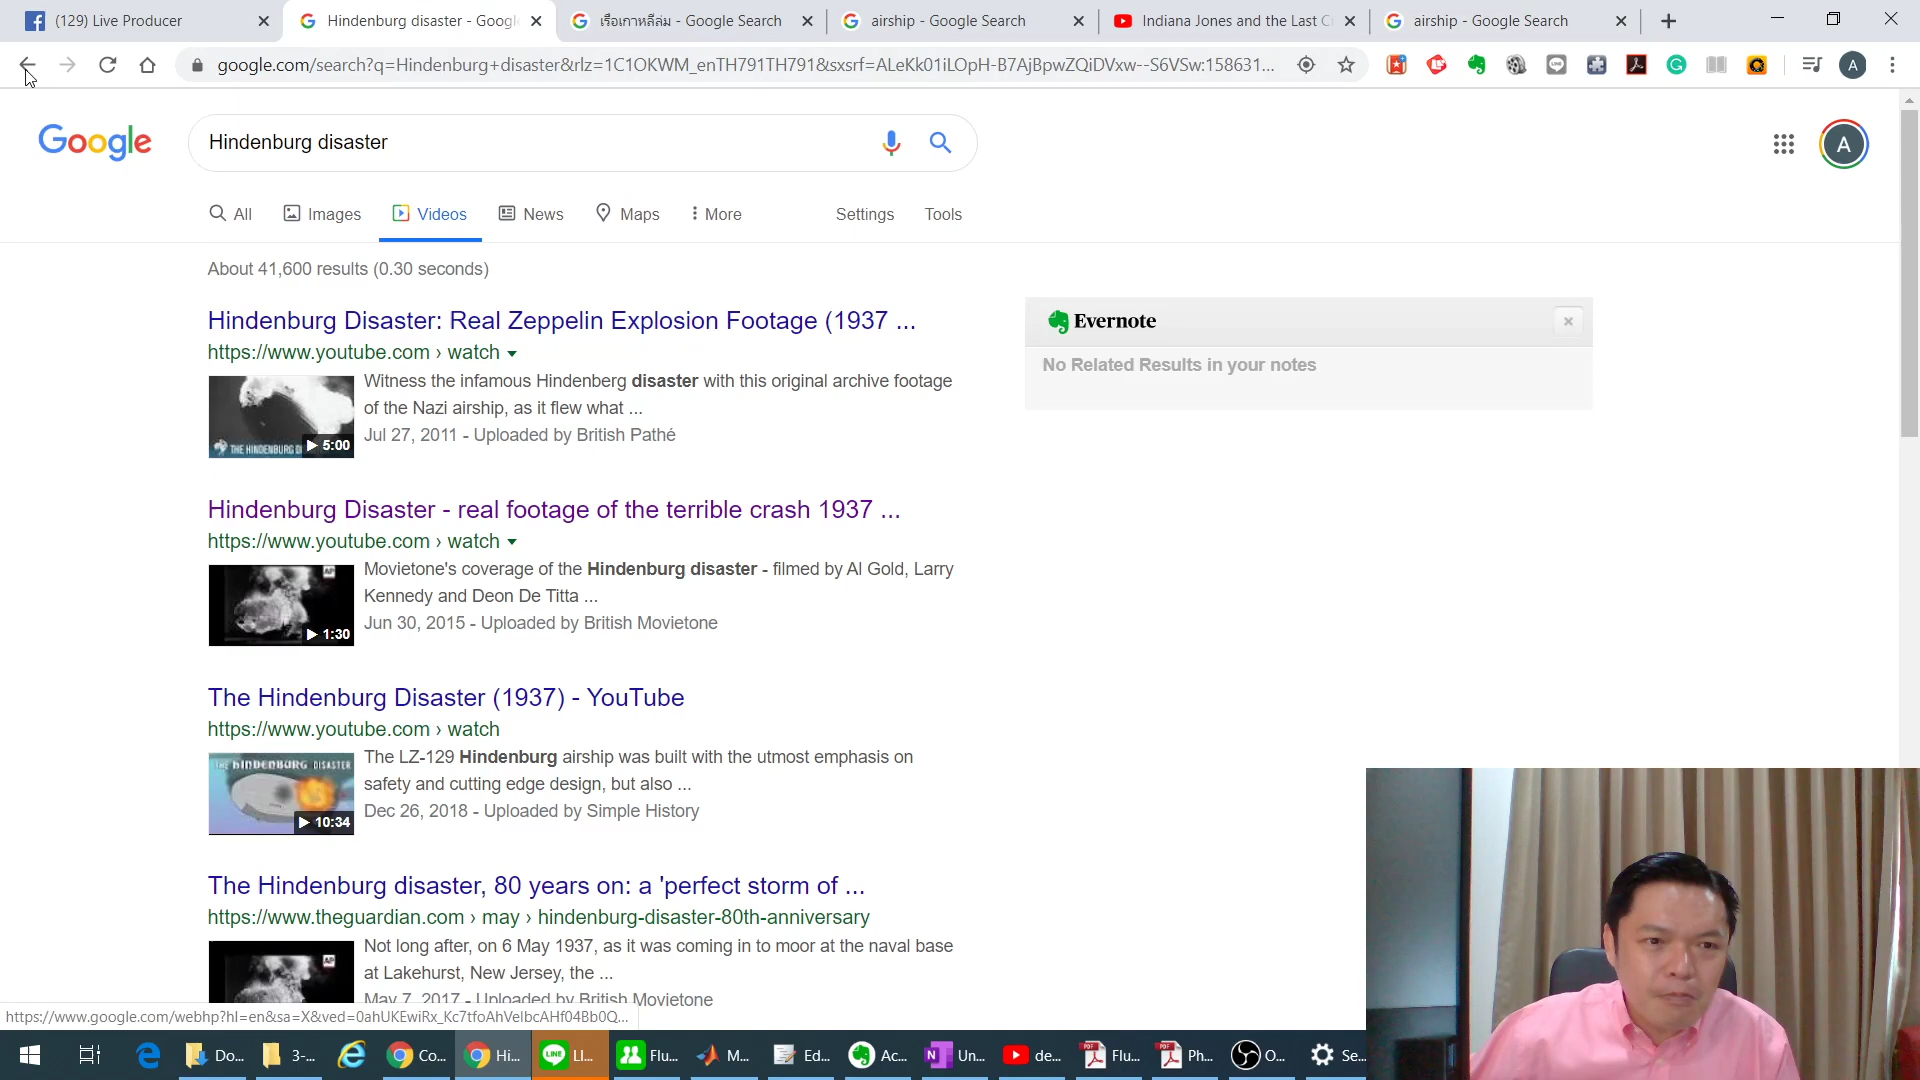 (129) Live Producer
Hindenburg disaster - Googl
เรือเกาหลีล่ม - Google Search
airship - Google Search
Indiana Jones and the Last C
airship - Google Search
google.com/search?q=Hindenburg+disaster&rlz=1C1OKWM_enTH791TH791&sxsrf=ALeKk01iLOpH-B7AjBpwZQiDVxw--S6VSw:158631...
A
Google
Hindenburg disaster
A
All
Images
Videos
News
Maps
More
Settings
Tools
About 41,600 results (0.30 seconds)
Hindenburg Disaster: Real Zeppelin Explosion Footage (1937 ...
https://www.youtube.com › watch
Witness the infamous Hindenberg disaster with this original archive footage
of the Nazi airship, as it flew what ...
Jul 27, 2011 - Uploaded by British Pathé
THE HINDENBURG DI
5:00
Evernote
No Related Results in your notes
Hindenburg Disaster - real footage of the terrible crash 1937 ...
https://www.youtube.com › watch
Movietone's coverage of the Hindenburg disaster - filmed by Al Gold, Larry
Kennedy and Deon De Titta ...
Jun 30, 2015 - Uploaded by British Movietone
AP
1:30
The Hindenburg Disaster (1937) - YouTube
https://www.youtube.com › watch
The LZ-129 Hindenburg airship was built with the utmost emphasis on
safety and cutting edge design, but also ...
Dec 26, 2018 - Uploaded by Simple History
THE HINDENBURG DISASTER
10:34
The Hindenburg disaster, 80 years on: a 'perfect storm of ...
https://www.theguardian.com › may › hindenburg-disaster-80th-anniversary
Not long after, on 6 May 1937, as it was coming in to moor at the naval base
at Lakehurst, New Jersey, the ...
May 7, 2017 - Uploaded by British Movietone
AP
https://www.google.com/webhp?hl=en&sa=X&ved=0ahUKEwiRx_Kc7tfoAhVelbcAHf04Bb0Q...
Do...
3-...
Co...
Hi...
LINE
LI...
Flu...
M...
Ed...
Ac...
Un...
de...
Flu...
Ph...
O...
Se...